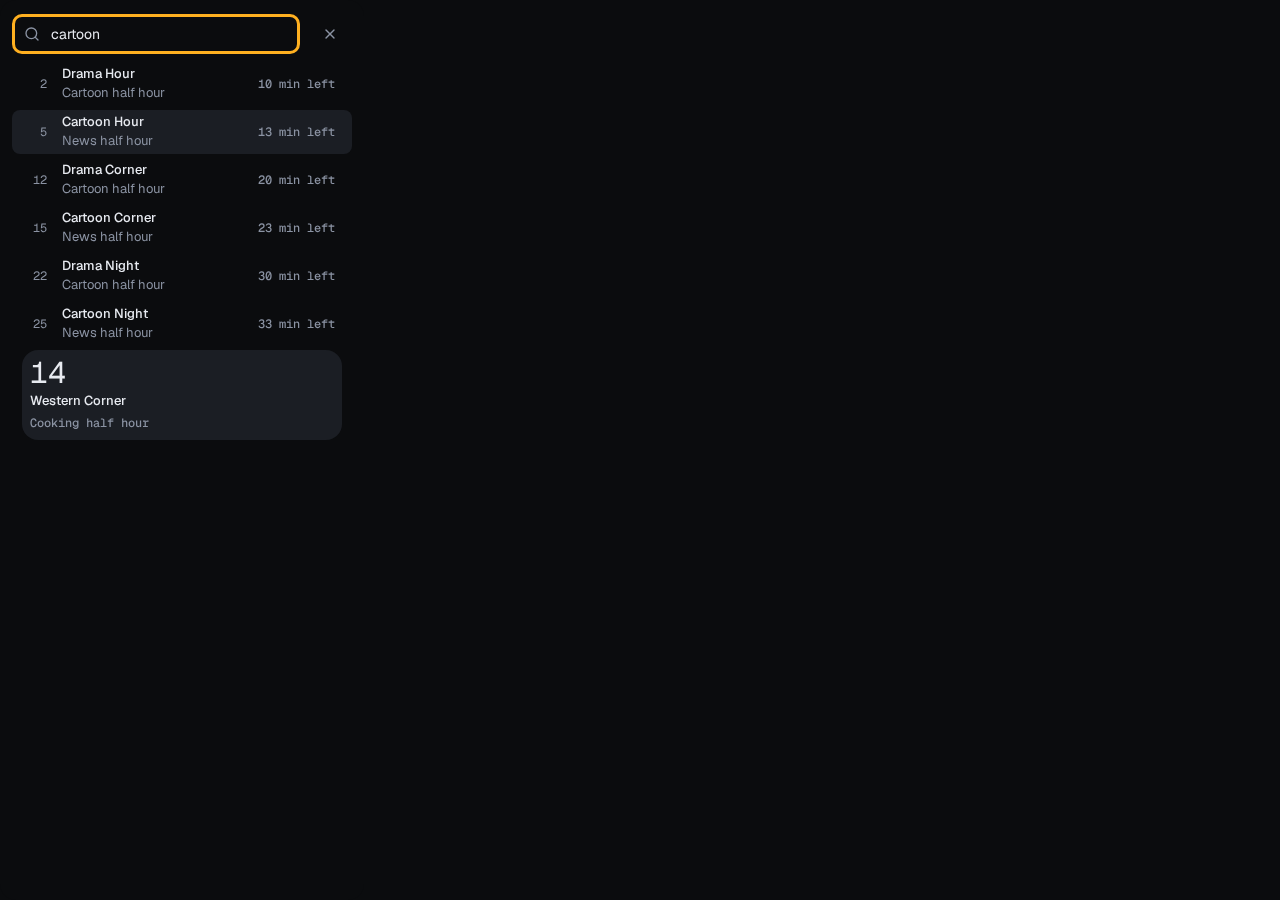 cartoon
2 Drama Hour 10 min left
Cartoon half hour
5 Cartoon Hour 13 min left
News half hour
12 Drama Corner 20 min left
Cartoon half hour
15 Cartoon Corner 23 min left
News half hour
22 Drama Night 30 min left
Cartoon half hour
25 Cartoon Night 33 min left
News half hour
14
Western Corner
Cooking half hour